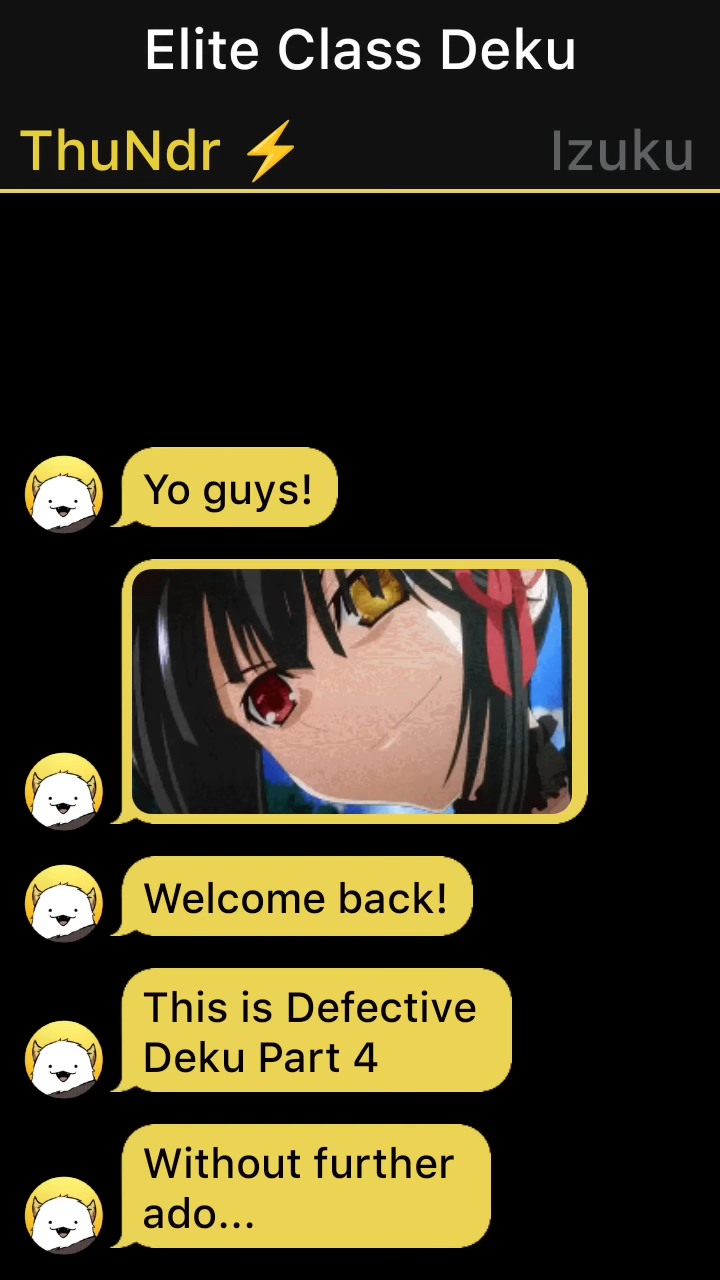 Elite Class Deku
ThuNdr ⚡
Izuku
Yo guys!
Welcome back!
This is Defective
Deku Part 4
Without further
ado...